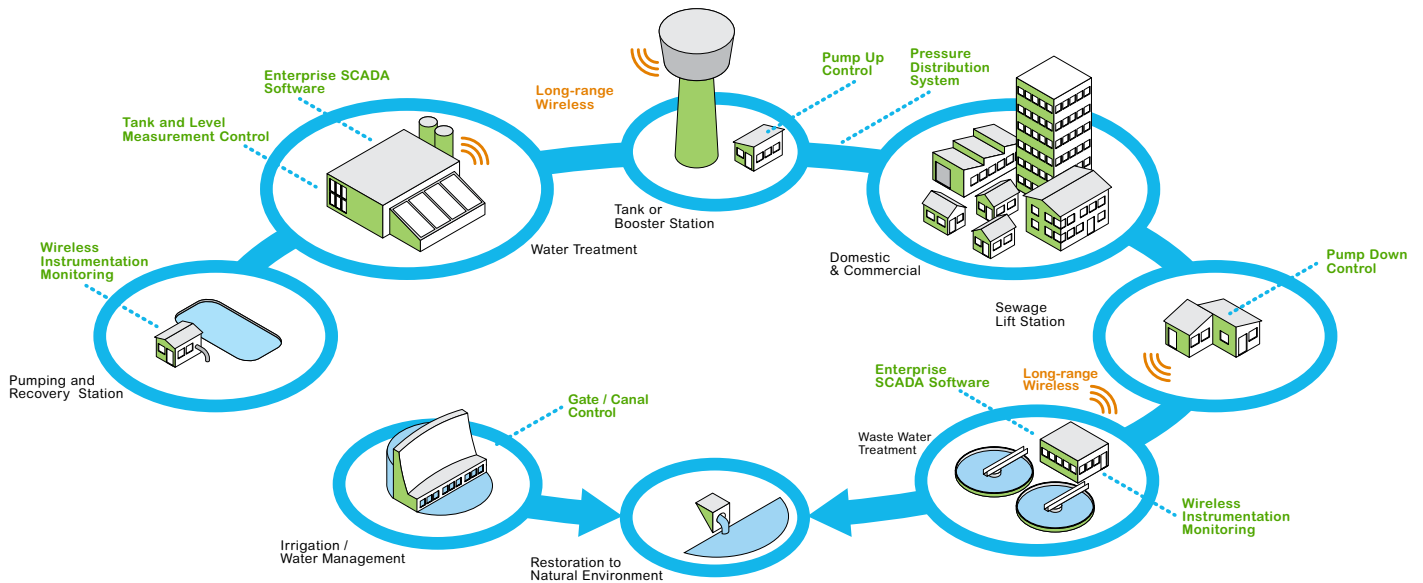 Enterprise SCADA
Software
Tank and Level
Measurement Control
Long-range
Wireless
Pump Up
Control
Pressure
Distribution
System
Tank or
Booster Station
Water Treatment
Domestic
& Commercial
Wireless
Instrumentation
Monitoring
Pumping and
Recovery Station
Pump Down
Control
Sewage
Lift Station
Enterprise
SCADA Software
Long-range
Wireless
Gate / Canal
Control
Waste Water
Treatment
Wireless
Instrumentation
Monitoring
Irrigation /
Water Management
Restoration to
Natural Environment